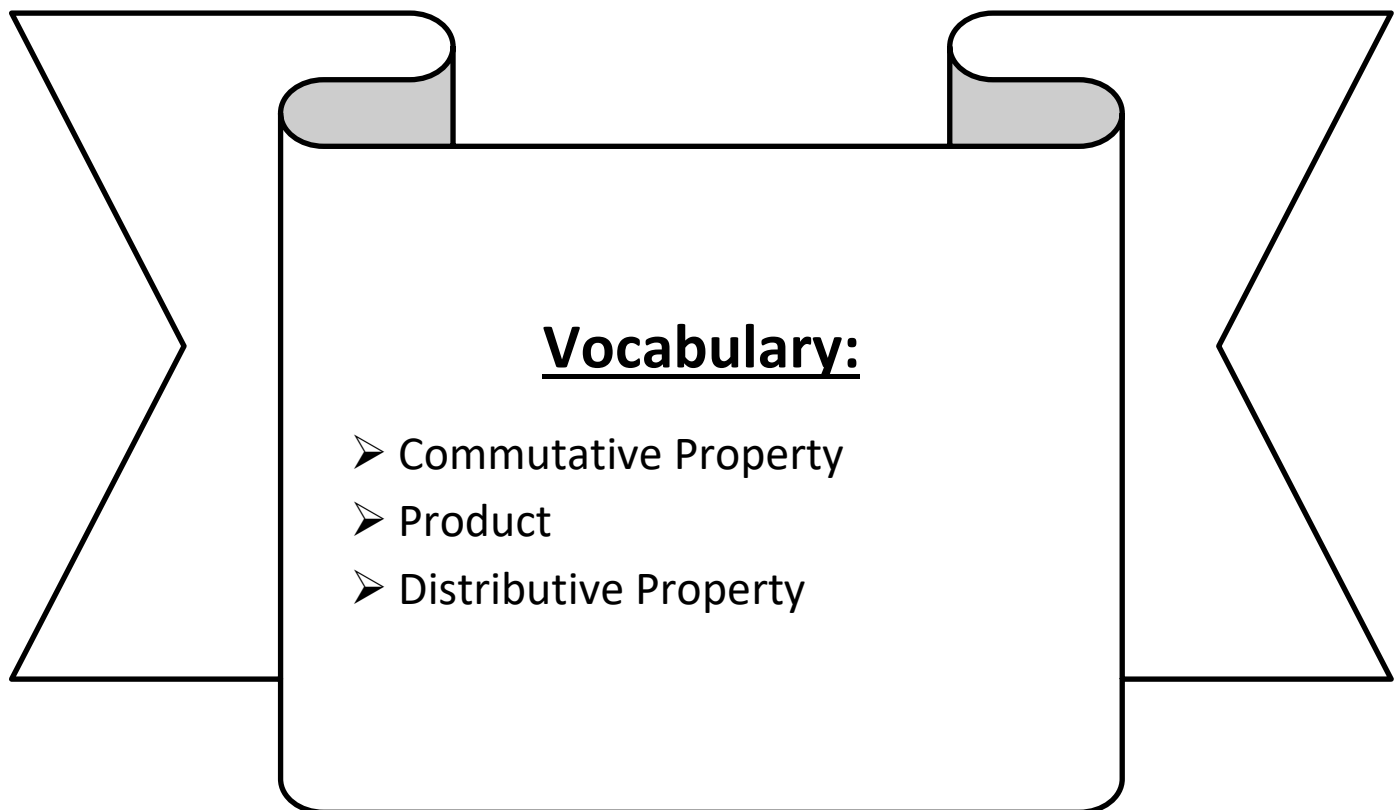 Vocabulary:
➢ Commutative Property
➢ Product
➢ Distributive Property